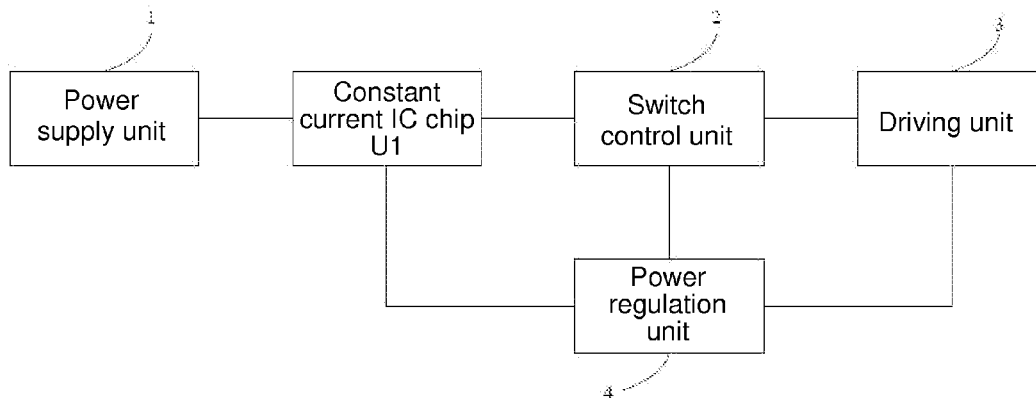 1
2
3
Power
supply unit
Constant
current IC chip
U1
Switch
control unit
Driving unit
Power
regulation
unit
4